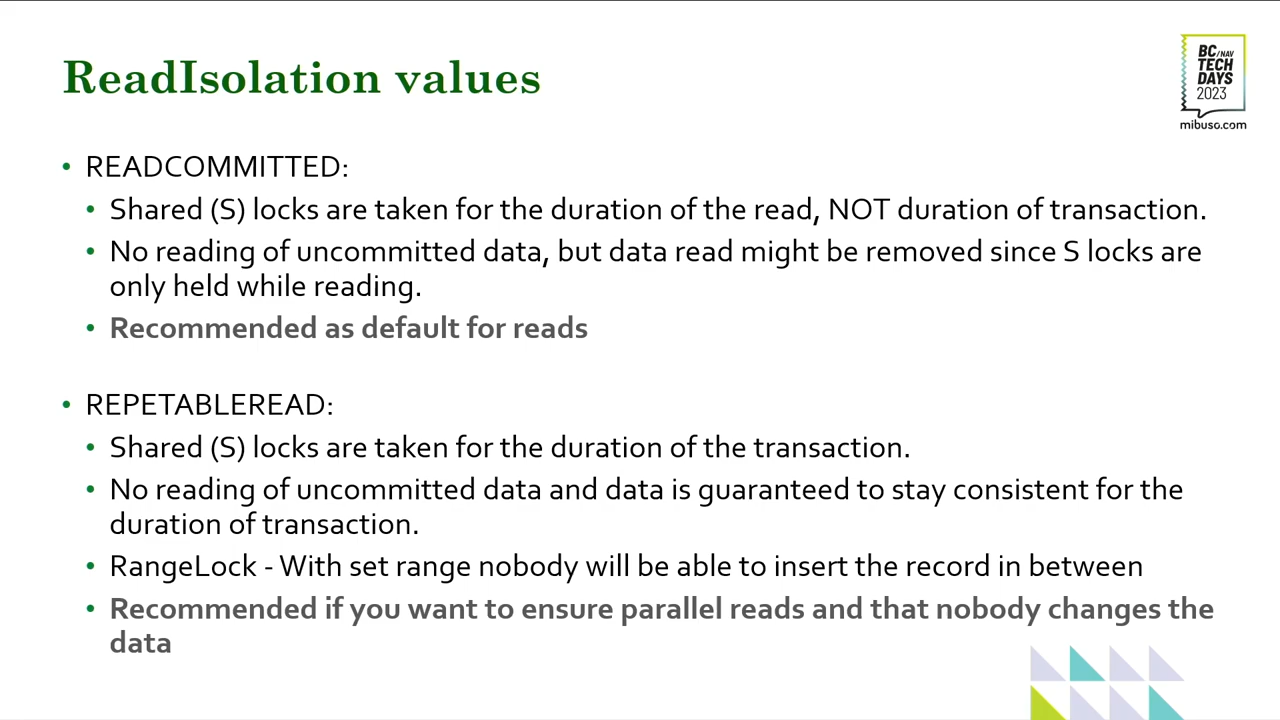 ReadIsolation values
BC/NAV
TECH
DAYS
2023
mibuso.com
• READCOMMITTED:
• Shared (S) locks are taken for the duration of the read, NOT duration of transaction.
• No reading of uncommitted data, but data read might be removed since S locks are
only held while reading.
• Recommended as default for reads
• REPETABLEREAD:
• Shared (S) locks are taken for the duration of the transaction.
• No reading of uncommitted data and data is guaranteed to stay consistent for the
duration of transaction.
• RangeLock - With set range nobody will be able to insert the record in between
• Recommended if you want to ensure parallel reads and that nobody changes the
data